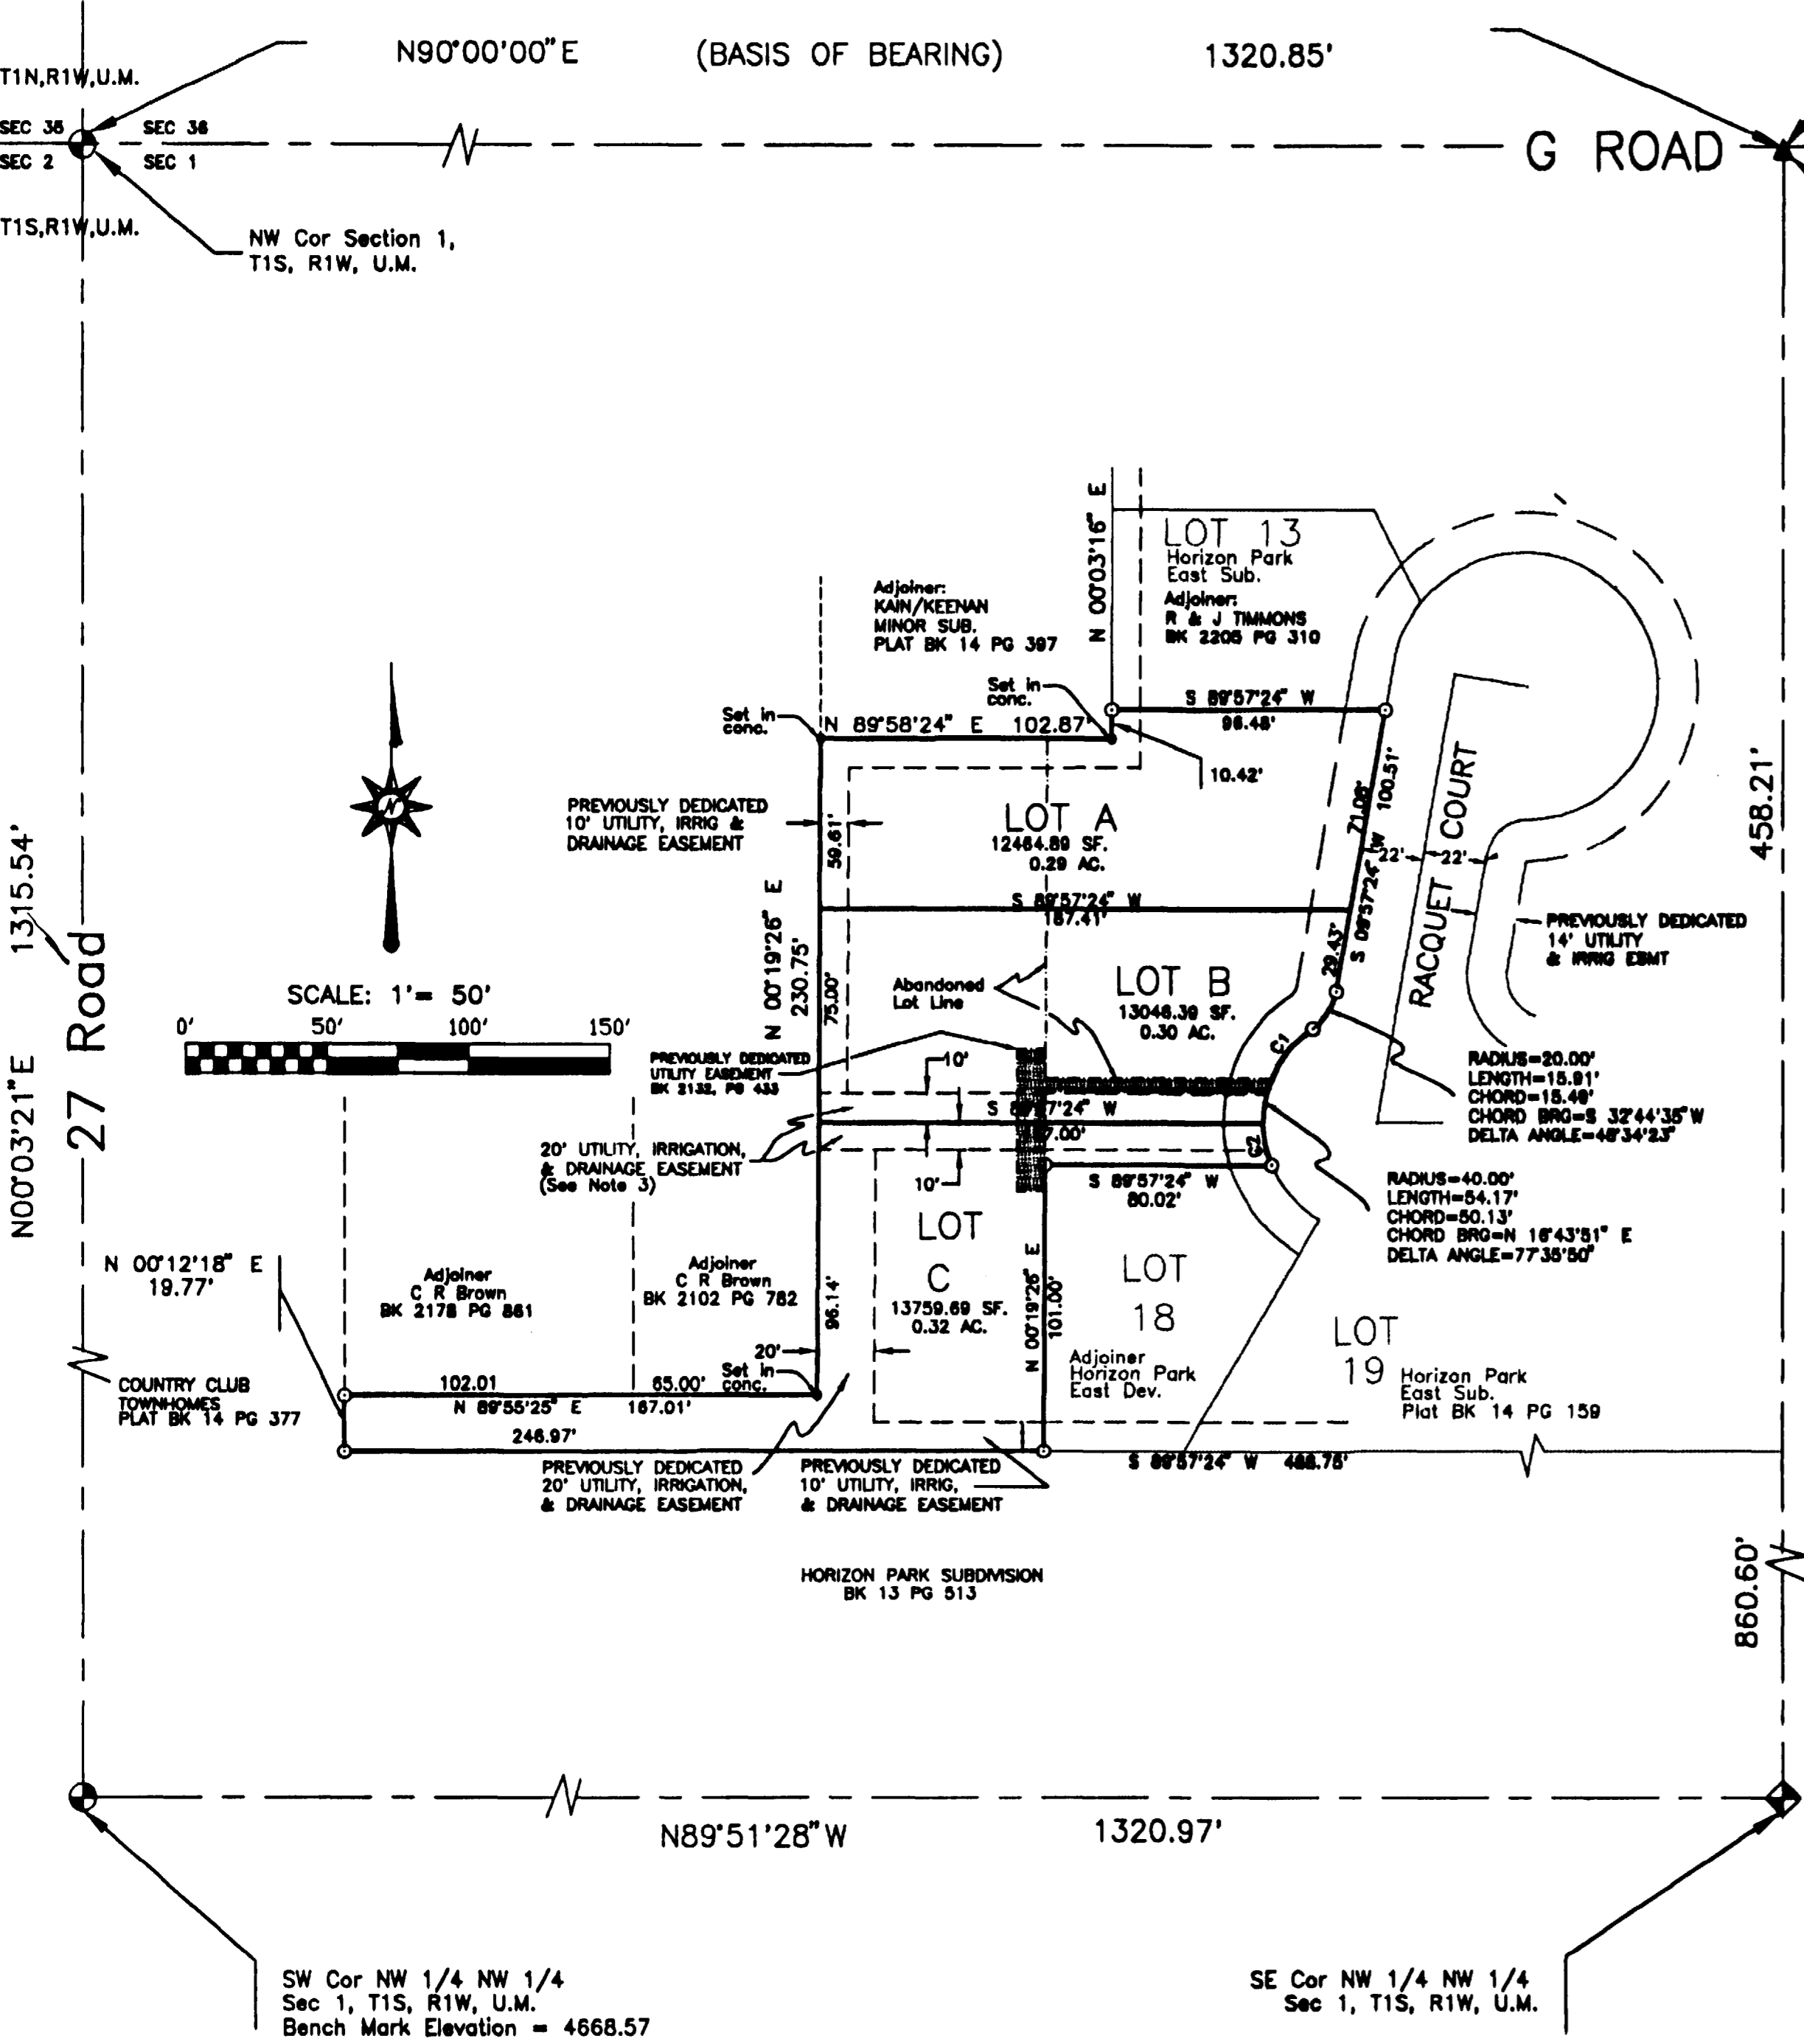 N90°00'00"E (BASIS OF BEARING) 1320.85'
T1N,R1W,U.M.
SEC 35 SEC 36
SEC 2 SEC 1
G ROAD
T1S,R1W,U.M.
NW Cor Section 1,
T1S, R1W, U.M.
N 00°03'16" E
LOT 13
Horizon Park
East Sub.
Adjoiner:
R & J TIMMONS
BK 2205 PG 310
Adjoiner:
KAIN/KEENAN
MINOR SUB.
PLAT BK 14 PG 397
Set in
conc.
Set in
conc.
S 89°57'24" W
96.48'
N 89°58'24" E 102.87'
10.42'
PREVIOUSLY DEDICATED
10' UTILITY, IRRIG &
DRAINAGE EASEMENT
59.61'
LOT A
12464.89 SF.
0.29 AC.
71.08'
100.51'
S 09°57'24" W
22' 22'
RACQUET COURT
458.21'
N00°03'21"E 1315.54'
27 Road
S 89°57'24" W
187.41'
N 00°19'26" E
230.75'
75.00'
29.43'
PREVIOUSLY DEDICATED
14' UTILITY
& IRRIG ESMT
Abandoned
Lot Line
LOT B
13046.39 SF.
0.30 AC.
SCALE: 1'= 50'
0' 50' 100' 150'
C1
RADIUS=20.00'
LENGTH=15.91'
CHORD=15.49'
CHORD BRG=S 32°44'35" W
DELTA ANGLE=45°34'23"
PREVIOUSLY DEDICATED
UTILITY EASEMENT
BK 2132, PG 433
10'
S 89°57'24" W
7.00'
C2
20' UTILITY, IRRIGATION,
& DRAINAGE EASEMENT
(See Note 3)
10'
S 89°57'24" W
80.02'
RADIUS=40.00'
LENGTH=54.17'
CHORD=50.13'
CHORD BRG=N 16°43'51" E
DELTA ANGLE=77°35'50"
LOT
C
13759.69 SF.
0.32 AC.
N 00°12'18" E
19.77'
Adjoiner
C R Brown
BK 2178 PG 861
Adjoiner
C R Brown
BK 2102 PG 782
96.14'
N 00°19'26" E
101.00'
LOT
18
Adjoiner
Horizon Park
East Dev.
LOT
19
Horizon Park
East Sub.
Plat BK 14 PG 159
20'
Set in
conc.
COUNTRY CLUB
TOWNHOMES
PLAT BK 14 PG 377
102.01 65.00'
N 89°55'25" E 167.01'
246.97'
S 89°57'24" W 466.75'
PREVIOUSLY DEDICATED
20' UTILITY, IRRIGATION,
& DRAINAGE EASEMENT
PREVIOUSLY DEDICATED
10' UTILITY, IRRIG,
& DRAINAGE EASEMENT
HORIZON PARK SUBDIVISION
BK 13 PG 513
860.60'
N89°51'28"W 1320.97'
SW Cor NW 1/4 NW 1/4
Sec 1, T1S, R1W, U.M.
Bench Mark Elevation = 4668.57
SE Cor NW 1/4 NW 1/4
Sec 1, T1S, R1W, U.M.